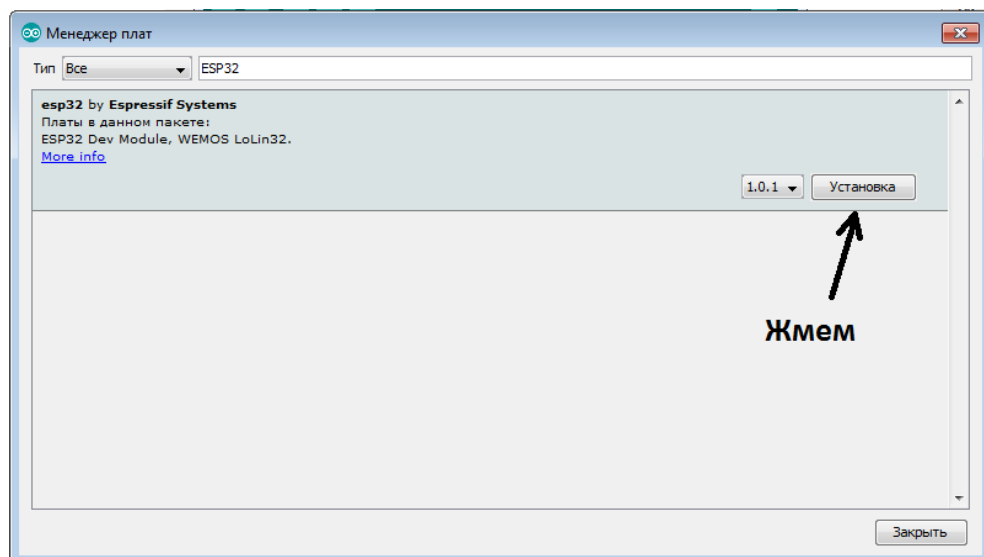 Менеджер плат
Тип Все ESP32
esp32 by Espressif Systems
Платы в данном пакете:
ESP32 Dev Module, WEMOS LoLin32.
More info
1.0.1 Установка
Жмем
Закрыть